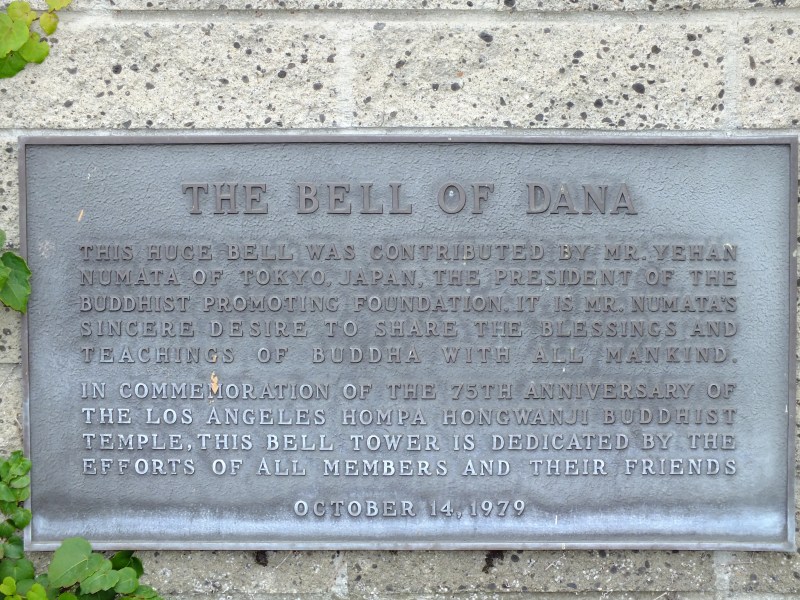 THE BELL OF DANA
THIS HUGE BELL WAS CONTRIBUTED BY MR. YEHAN
NUMATA OF TOKYO, JAPAN, THE PRESIDENT OF THE
BUDDHIST PROMOTING FOUNDATION. IT IS MR. NUMATA'S
SINCERE DESIRE TO SHARE THE BLESSINGS AND
TEACHINGS OF BUDDHA WITH ALL MANKIND.
IN COMMEMORATION OF THE 75TH ANNIVERSARY OF
THE LOS ANGELES HOMPA HONGWANJI BUDDHIST
TEMPLE, THIS BELL TOWER IS DEDICATED BY THE
EFFORTS OF ALL MEMBERS AND THEIR FRIENDS
OCTOBER 14, 1979